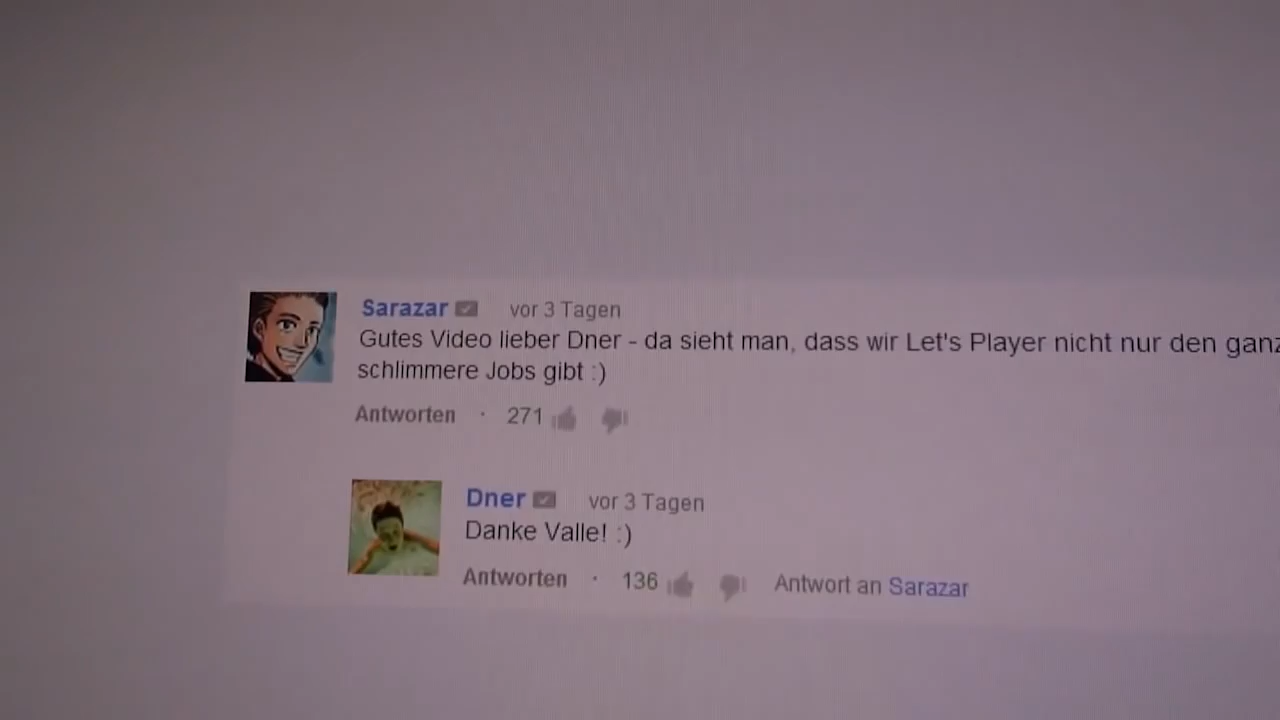 Sarazar vor 3 Tagen
Gutes Video lieber Dner - da sieht man, dass wir Let's Player nicht nur den ganz
schlimmere Jobs gibt :)
Antworten · 271
Dner vor 3 Tagen
Danke Valle! :)
Antworten · 136 Antwort an Sarazar